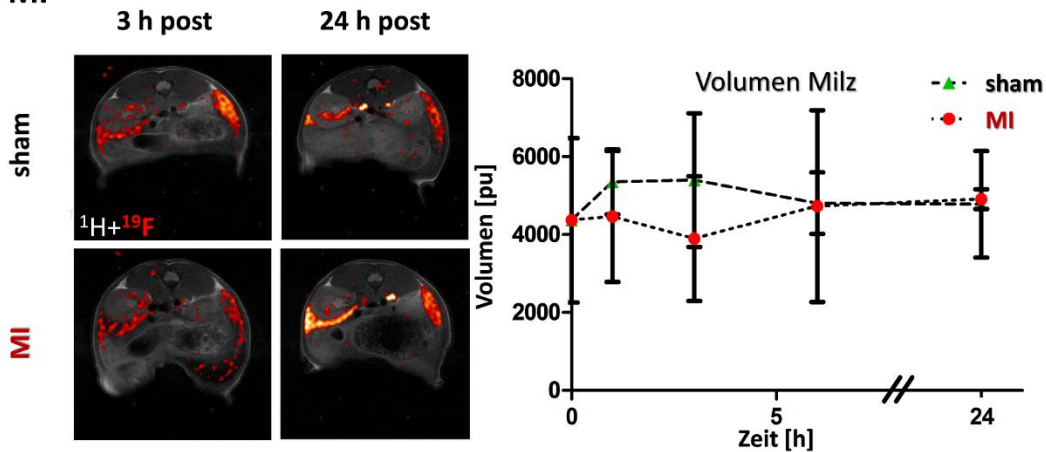 MI
3 h post
24 h post
sham
¹H+¹⁹F
MI
Volumen Milz
sham
MI
Volumen [pu]
8000
6000
4000
2000
0
0
5
24
Zeit [h]